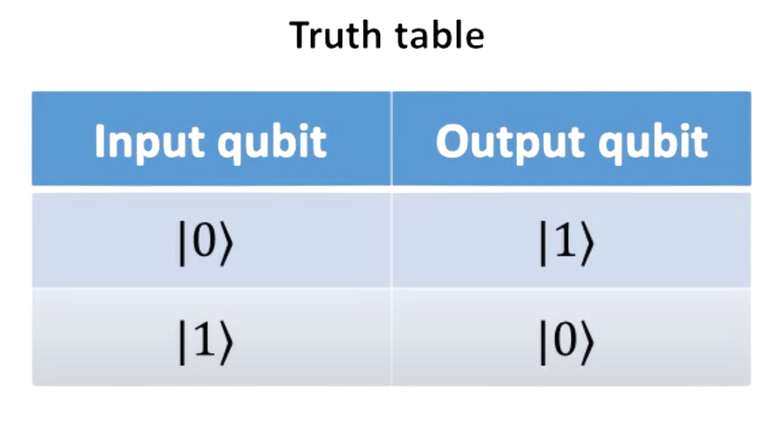 Truth table
Input qubit Output qubit
|0⟩ |1⟩
|1⟩ |0⟩